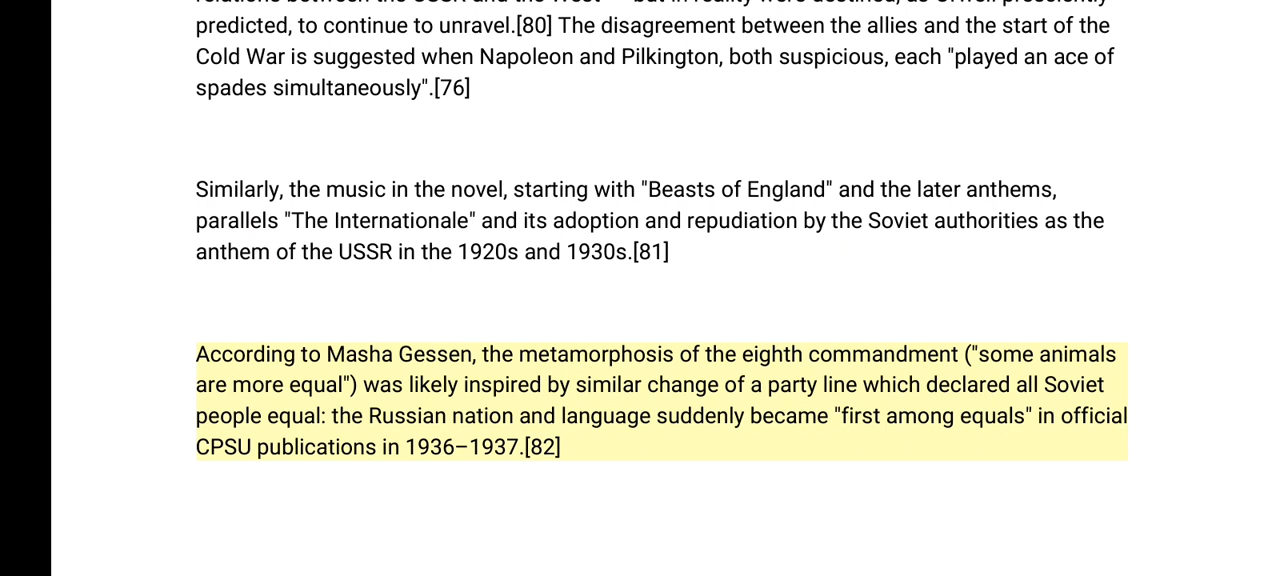 predicted, to continue to unravel.[80] The disagreement between the allies and the start of the
Cold War is suggested when Napoleon and Pilkington, both suspicious, each "played an ace of
spades simultaneously".[76]
Similarly, the music in the novel, starting with "Beasts of England" and the later anthems,
parallels "The Internationale" and its adoption and repudiation by the Soviet authorities as the
anthem of the USSR in the 1920s and 1930s.[81]
According to Masha Gessen, the metamorphosis of the eighth commandment ("some animals
are more equal") was likely inspired by similar change of a party line which declared all Soviet
people equal: the Russian nation and language suddenly became "first among equals" in official
CPSU publications in 1936–1937.[82]